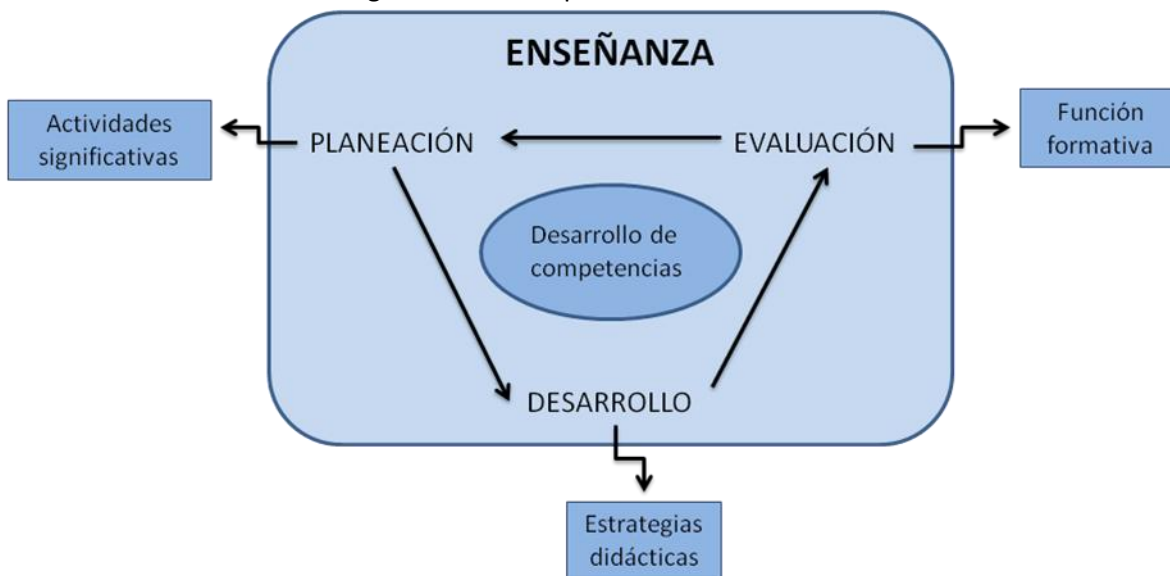 ENSEÑANZA
Actividades
significativas
PLANEACIÓN
EVALUACIÓN
Función
formativa
Desarrollo de
competencias
DESARROLLO
Estrategias
didácticas